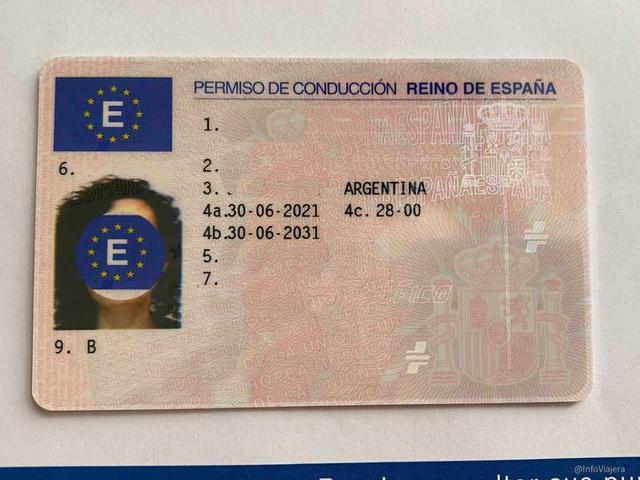 E
PERMISO DE CONDUCCIÓN REINO DE ESPAÑA
1.
2.
3. ARGENTINA
4a.30-06-2021 4c. 28-00
4b.30-06-2031
5.
6.
7.
E
9. B
@InfoViajera